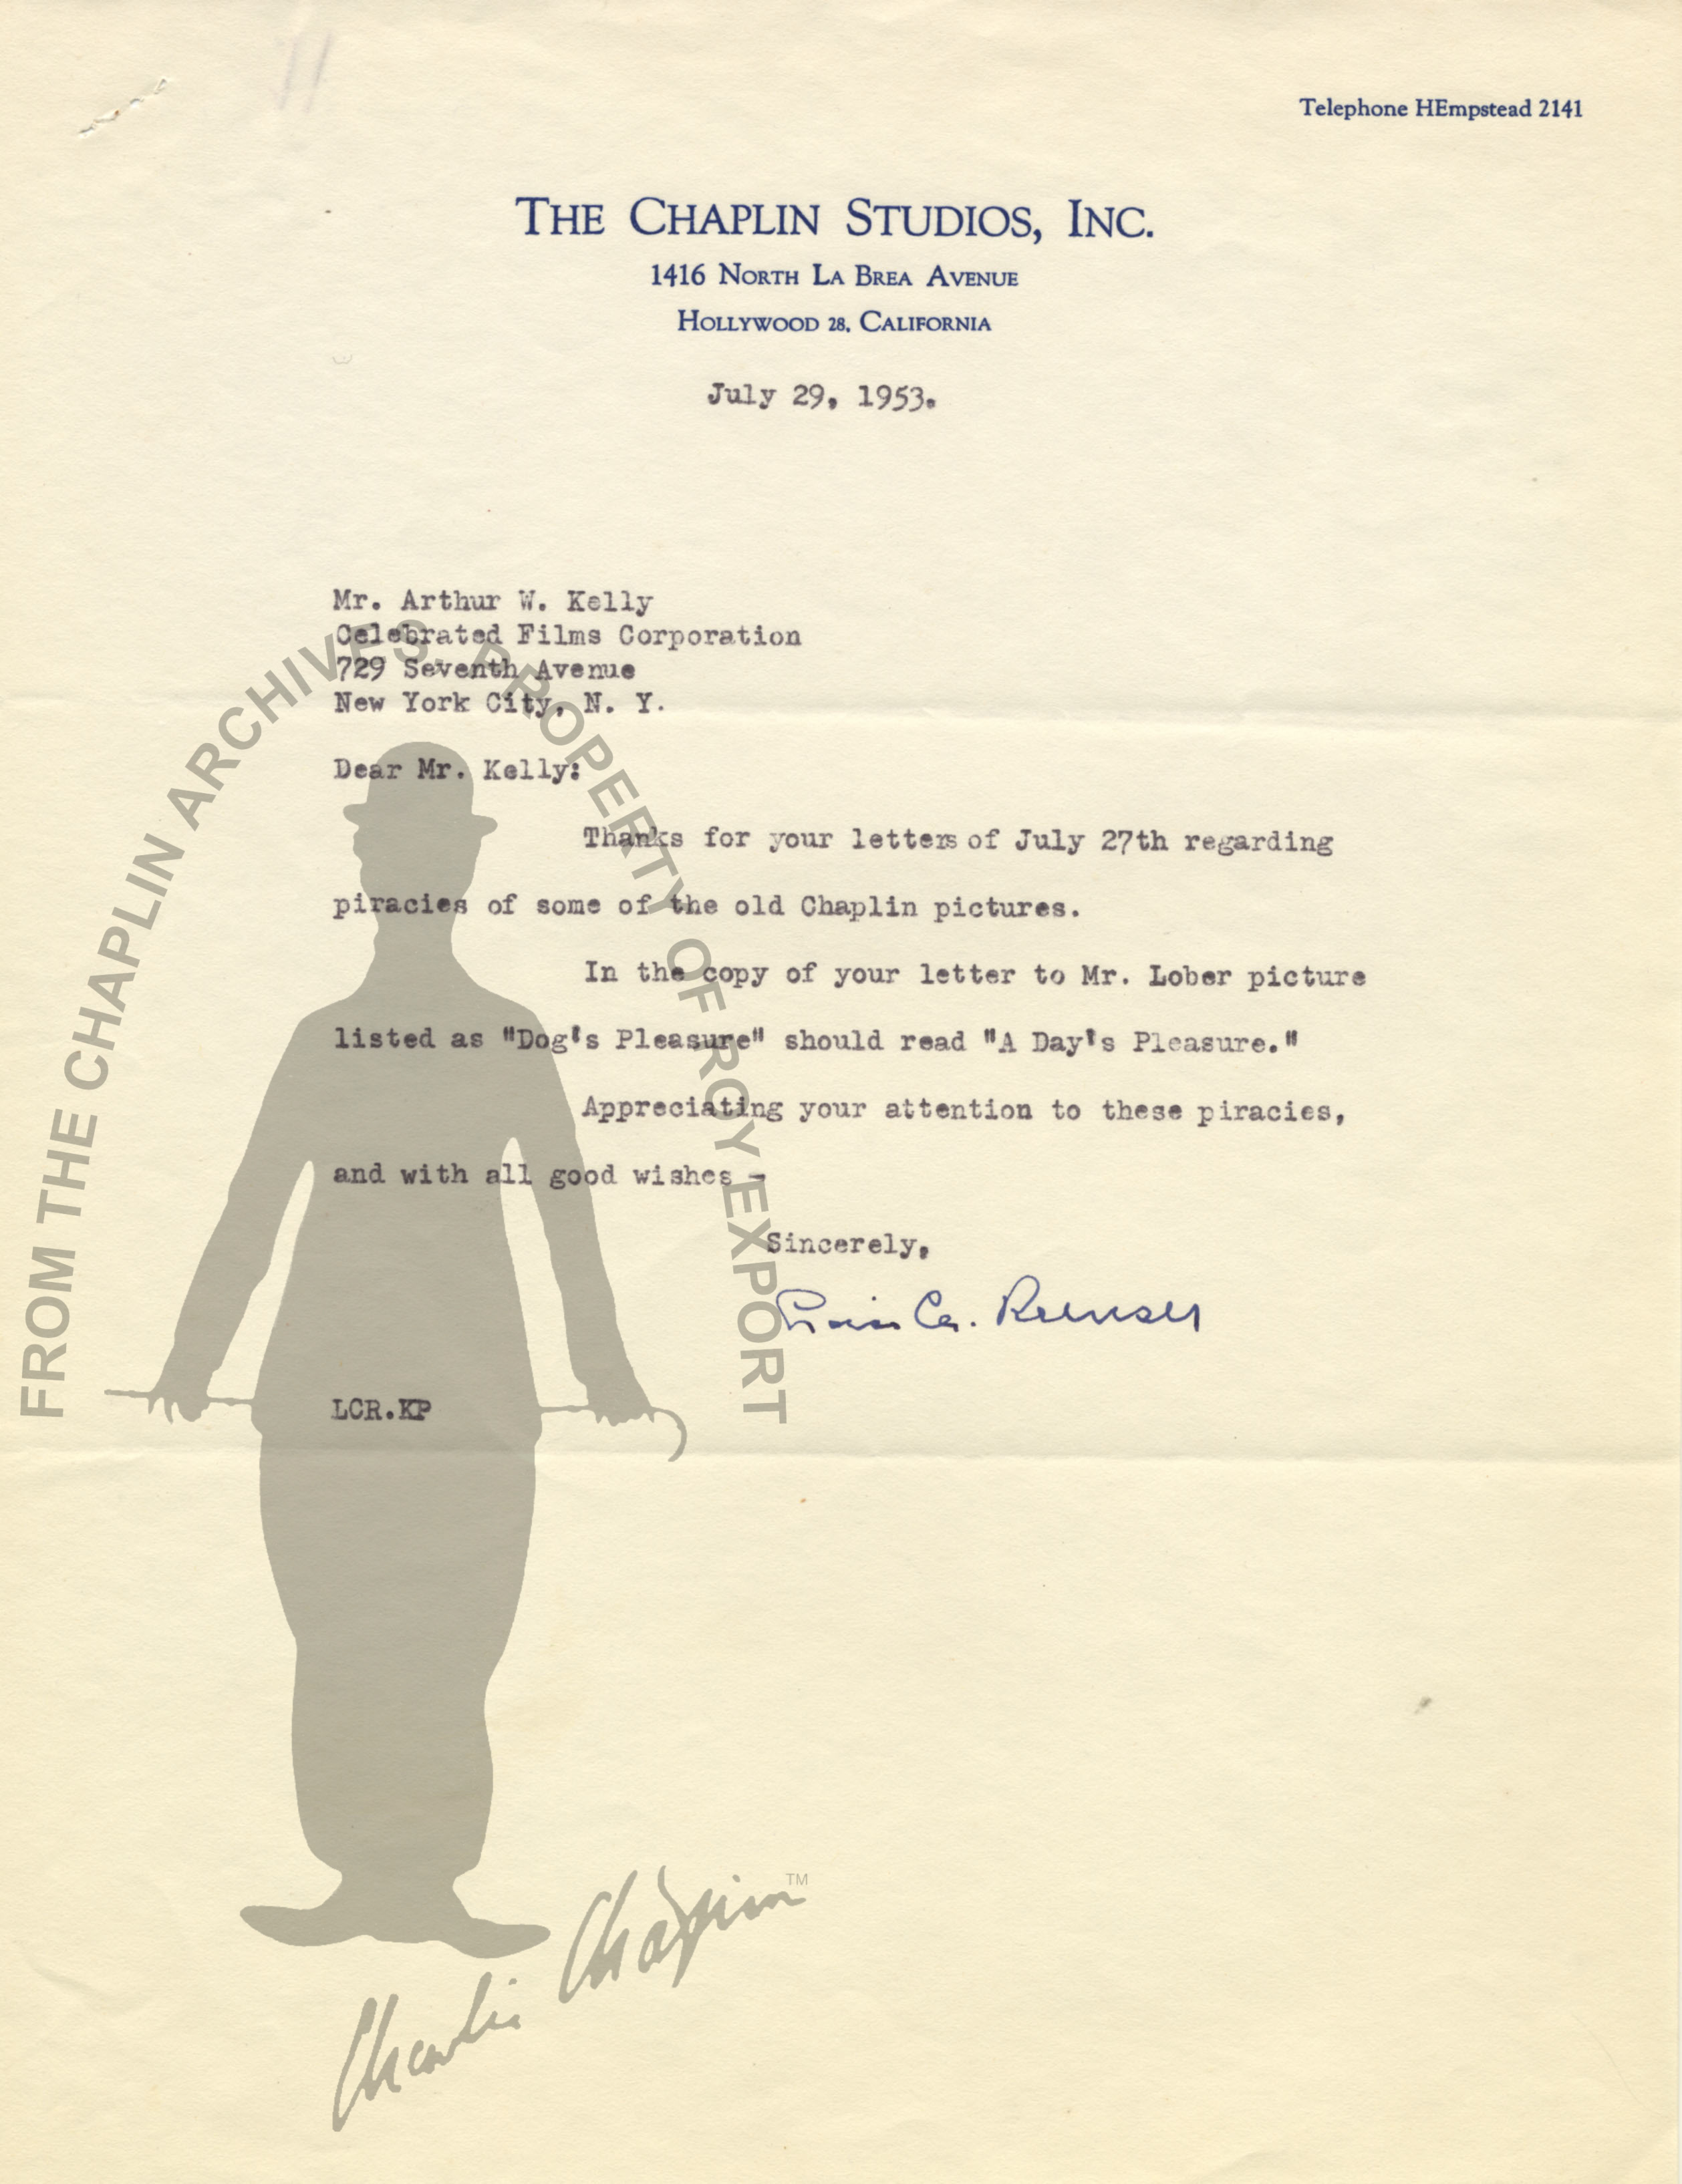 Telephone HEmpstead 2141
THE CHAPLIN STUDIOS, INC.
1416 NORTH LA BREA AVENUE
HOLLYWOOD 28, CALIFORNIA
July 29, 1953.
Mr. Arthur W. Kelly
Celebrated Films Corporation
729 Seventh Avenue
New York City, N. Y.
Dear Mr. Kelly:
Thanks for your letters of July 27th regarding
piracies of some of the old Chaplin pictures.
In the copy of your letter to Mr. Lober picture
listed as "Dog's Pleasure" should read "A Day's Pleasure."
Appreciating your attention to these piracies,
and with all good wishes -
Sincerely,
LCR.KP
FROM THE CHAPLIN ARCHIVES. PROPERTY OF ROY EXPORT
Charlie Chaplin TM